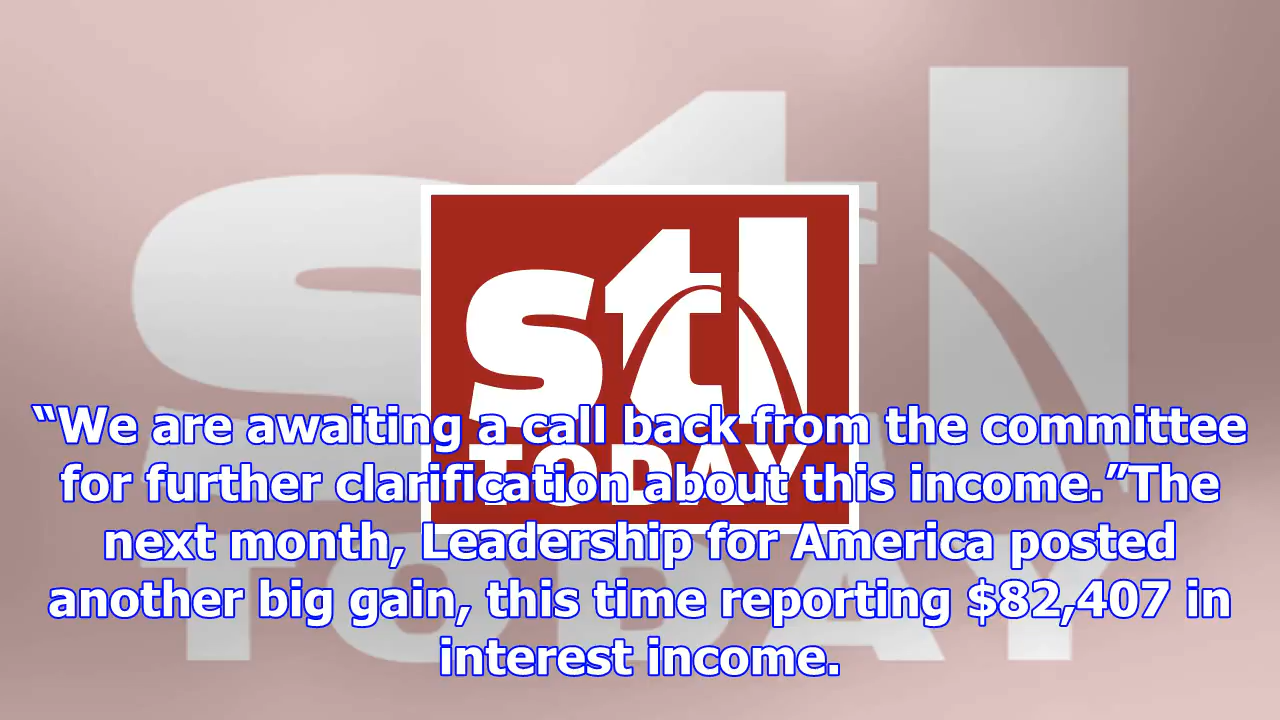 stl
TODAY
“We are awaiting a call back from the committee
for further clarification about this income.”The
next month, Leadership for America posted
another big gain, this time reporting $82,407 in
interest income.